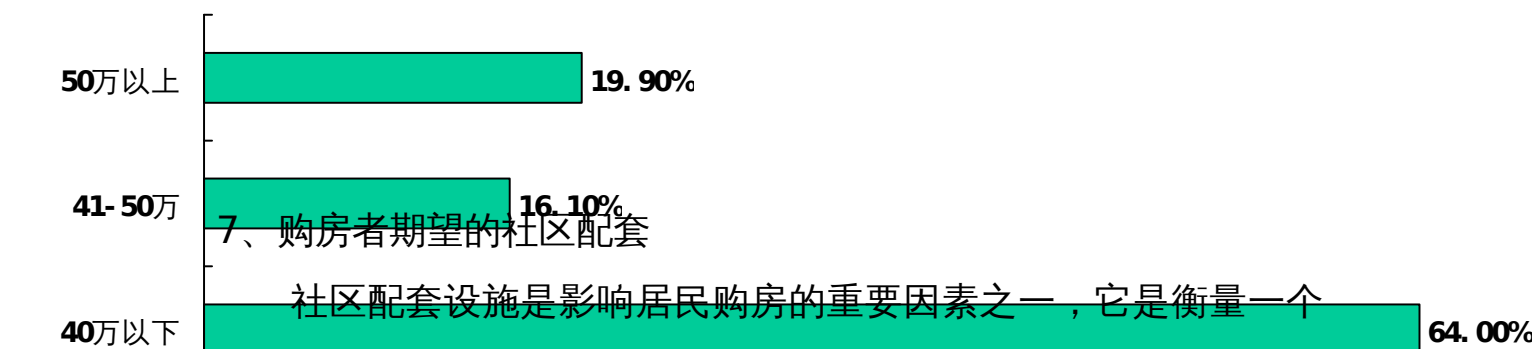 50万以上 19.90%
41-50万 16.10%
7、购房者期望的社区配套
社区配套设施是影响居民购房的重要因素之一，它是衡量一个
40万以下 64.00%